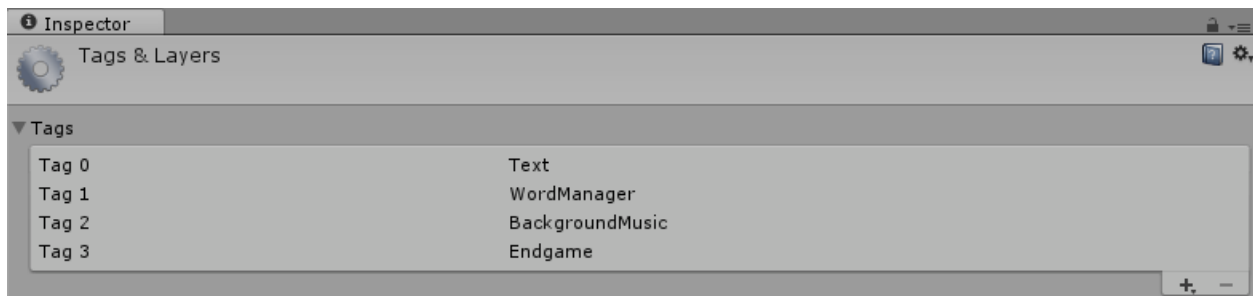 Inspector
Tags & Layers
Tags
Tag 0 Text
Tag 1 WordManager
Tag 2 BackgroundMusic
Tag 3 Endgame